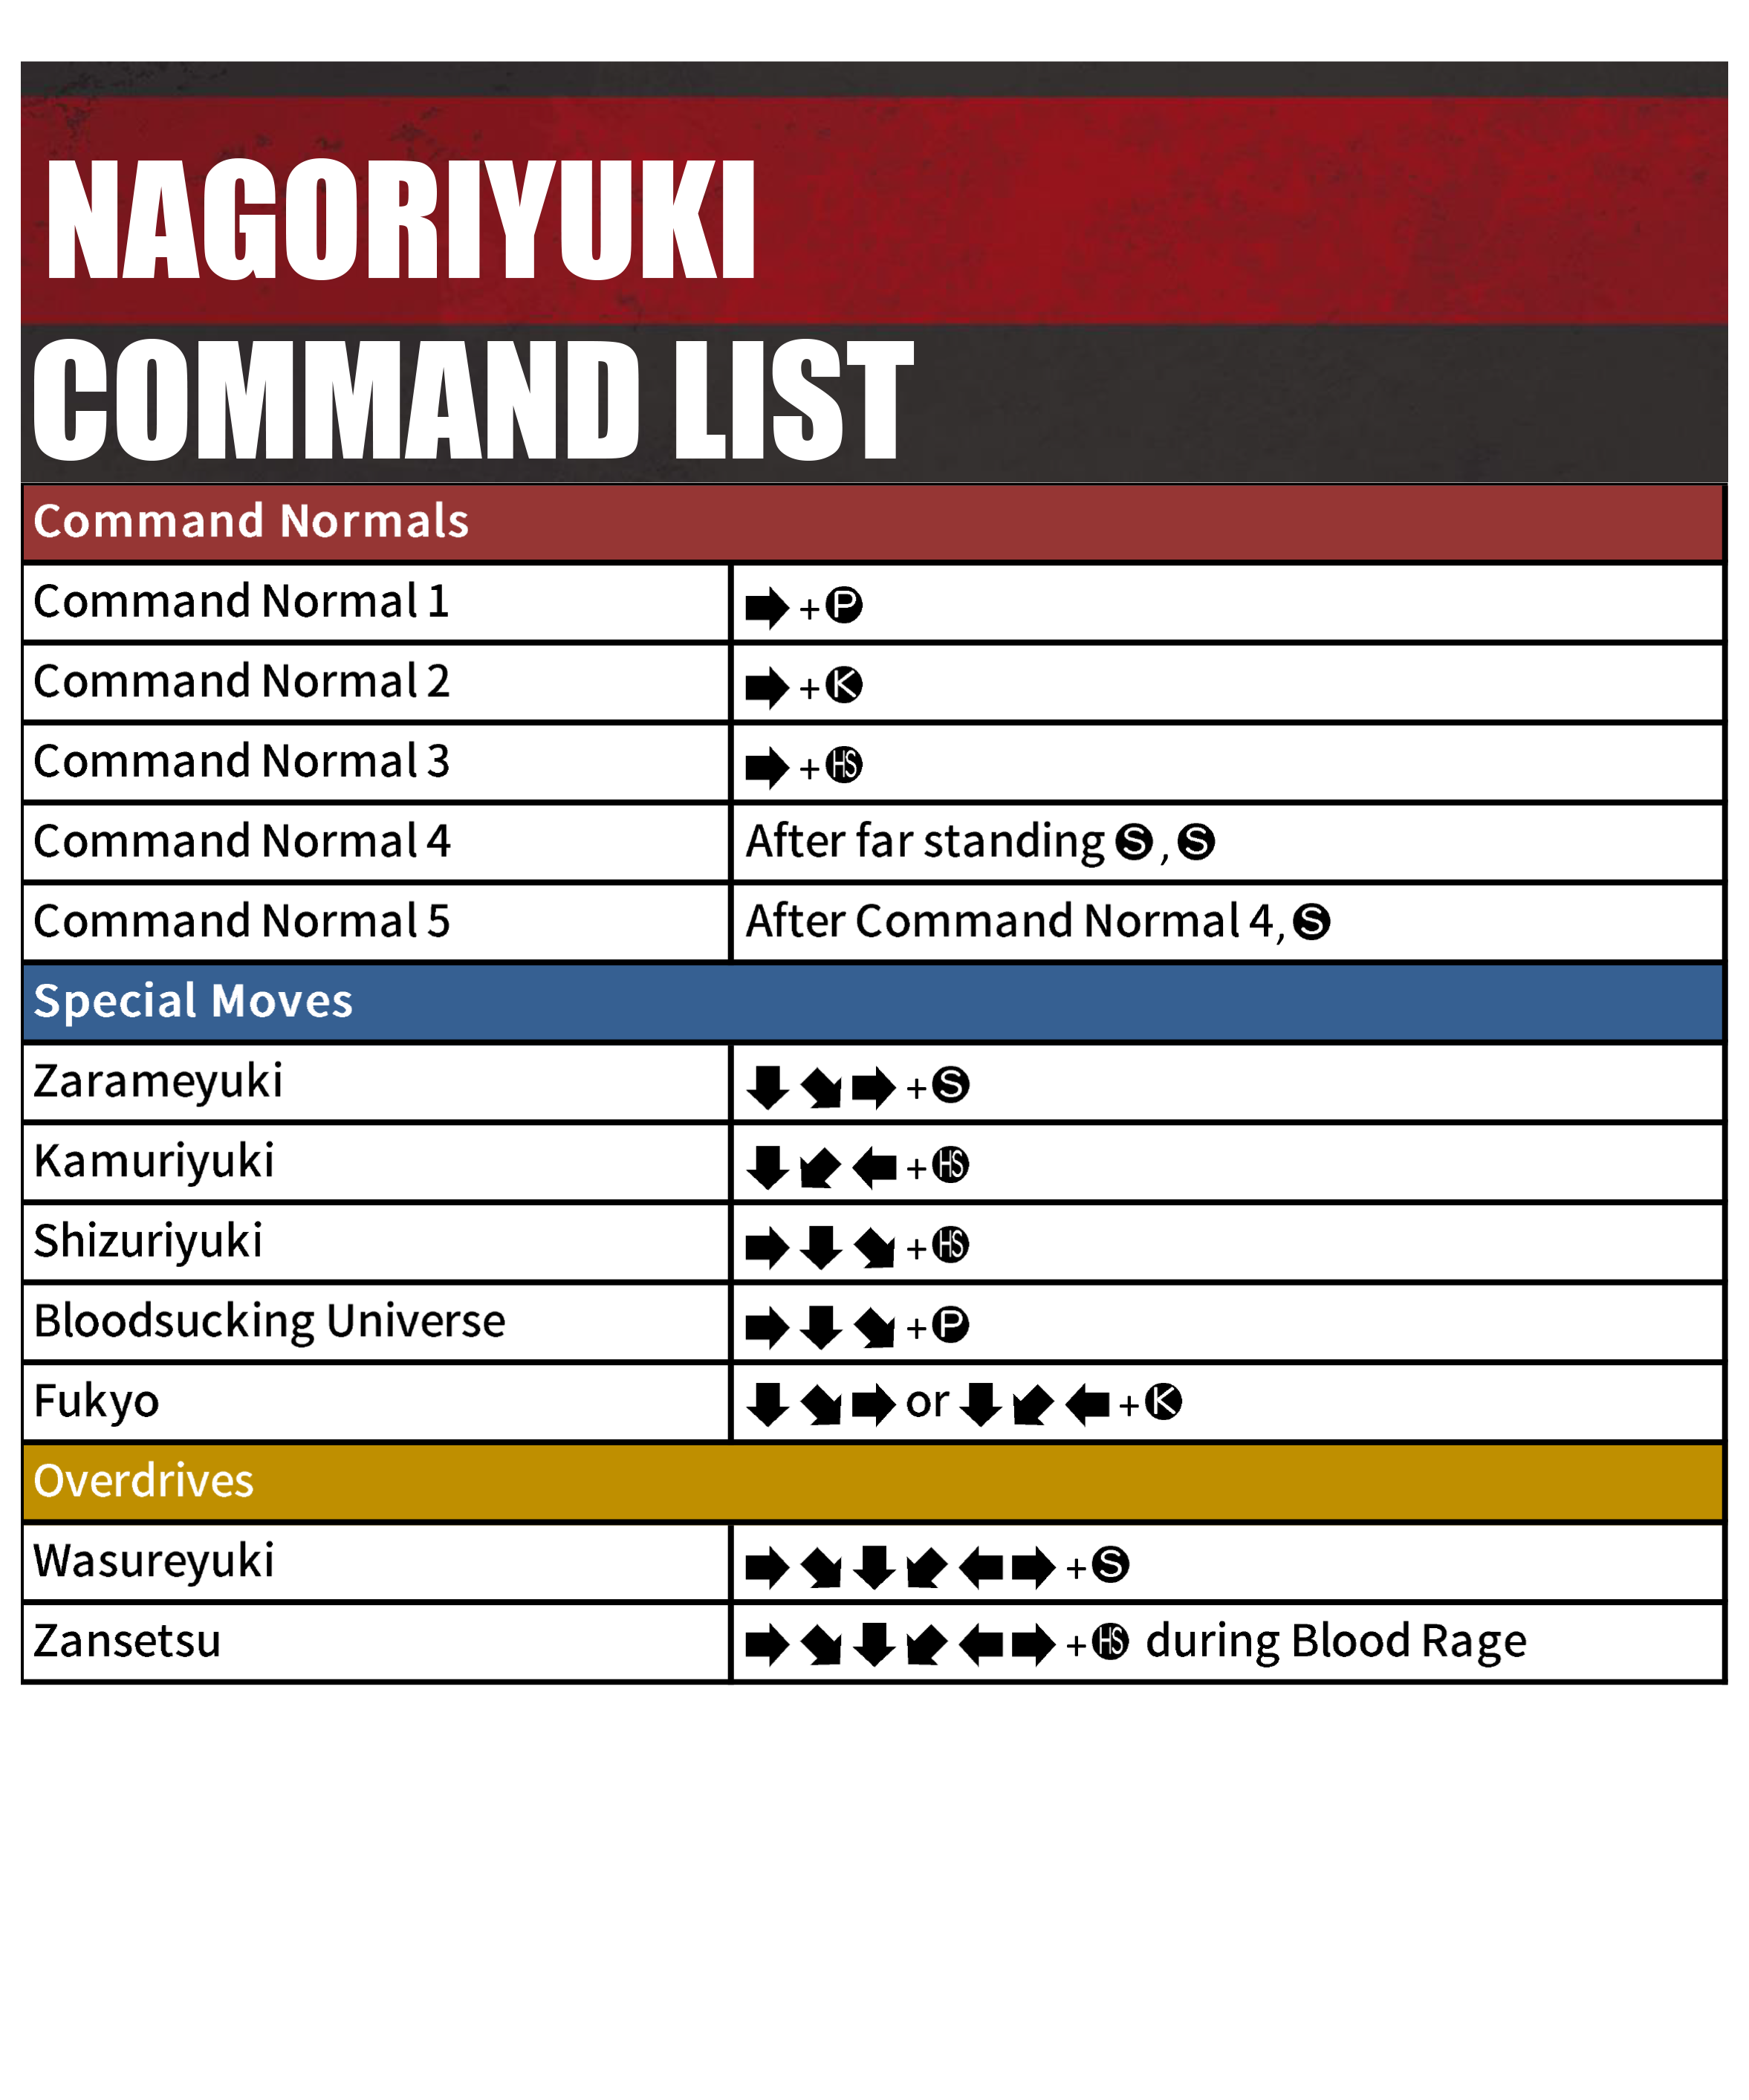 NAGORIYUKI
COMMAND LIST
Command Normals
Command Normal 1 ➡ + P
Command Normal 2 ➡ + K
Command Normal 3 ➡ + HS
Command Normal 4 After far standing S , S
Command Normal 5 After Command Normal 4, S
Special Moves
Zarameyuki ⬇ ⬊ ➡ + S
Kamuriyuki ⬇ ⬋ ⬅ + HS
Shizuriyuki ➡ ⬇ ⬊ + HS
Bloodsucking Universe ➡ ⬇ ⬊ + P
Fukyo ⬇ ⬊ ➡ or ⬇ ⬋ ⬅ + K
Overdrives
Wasureyuki ➡ ⬊ ⬇ ⬋ ⬅ ➡ + S
Zansetsu ➡ ⬊ ⬇ ⬋ ⬅ ➡ + HS during Blood Rage